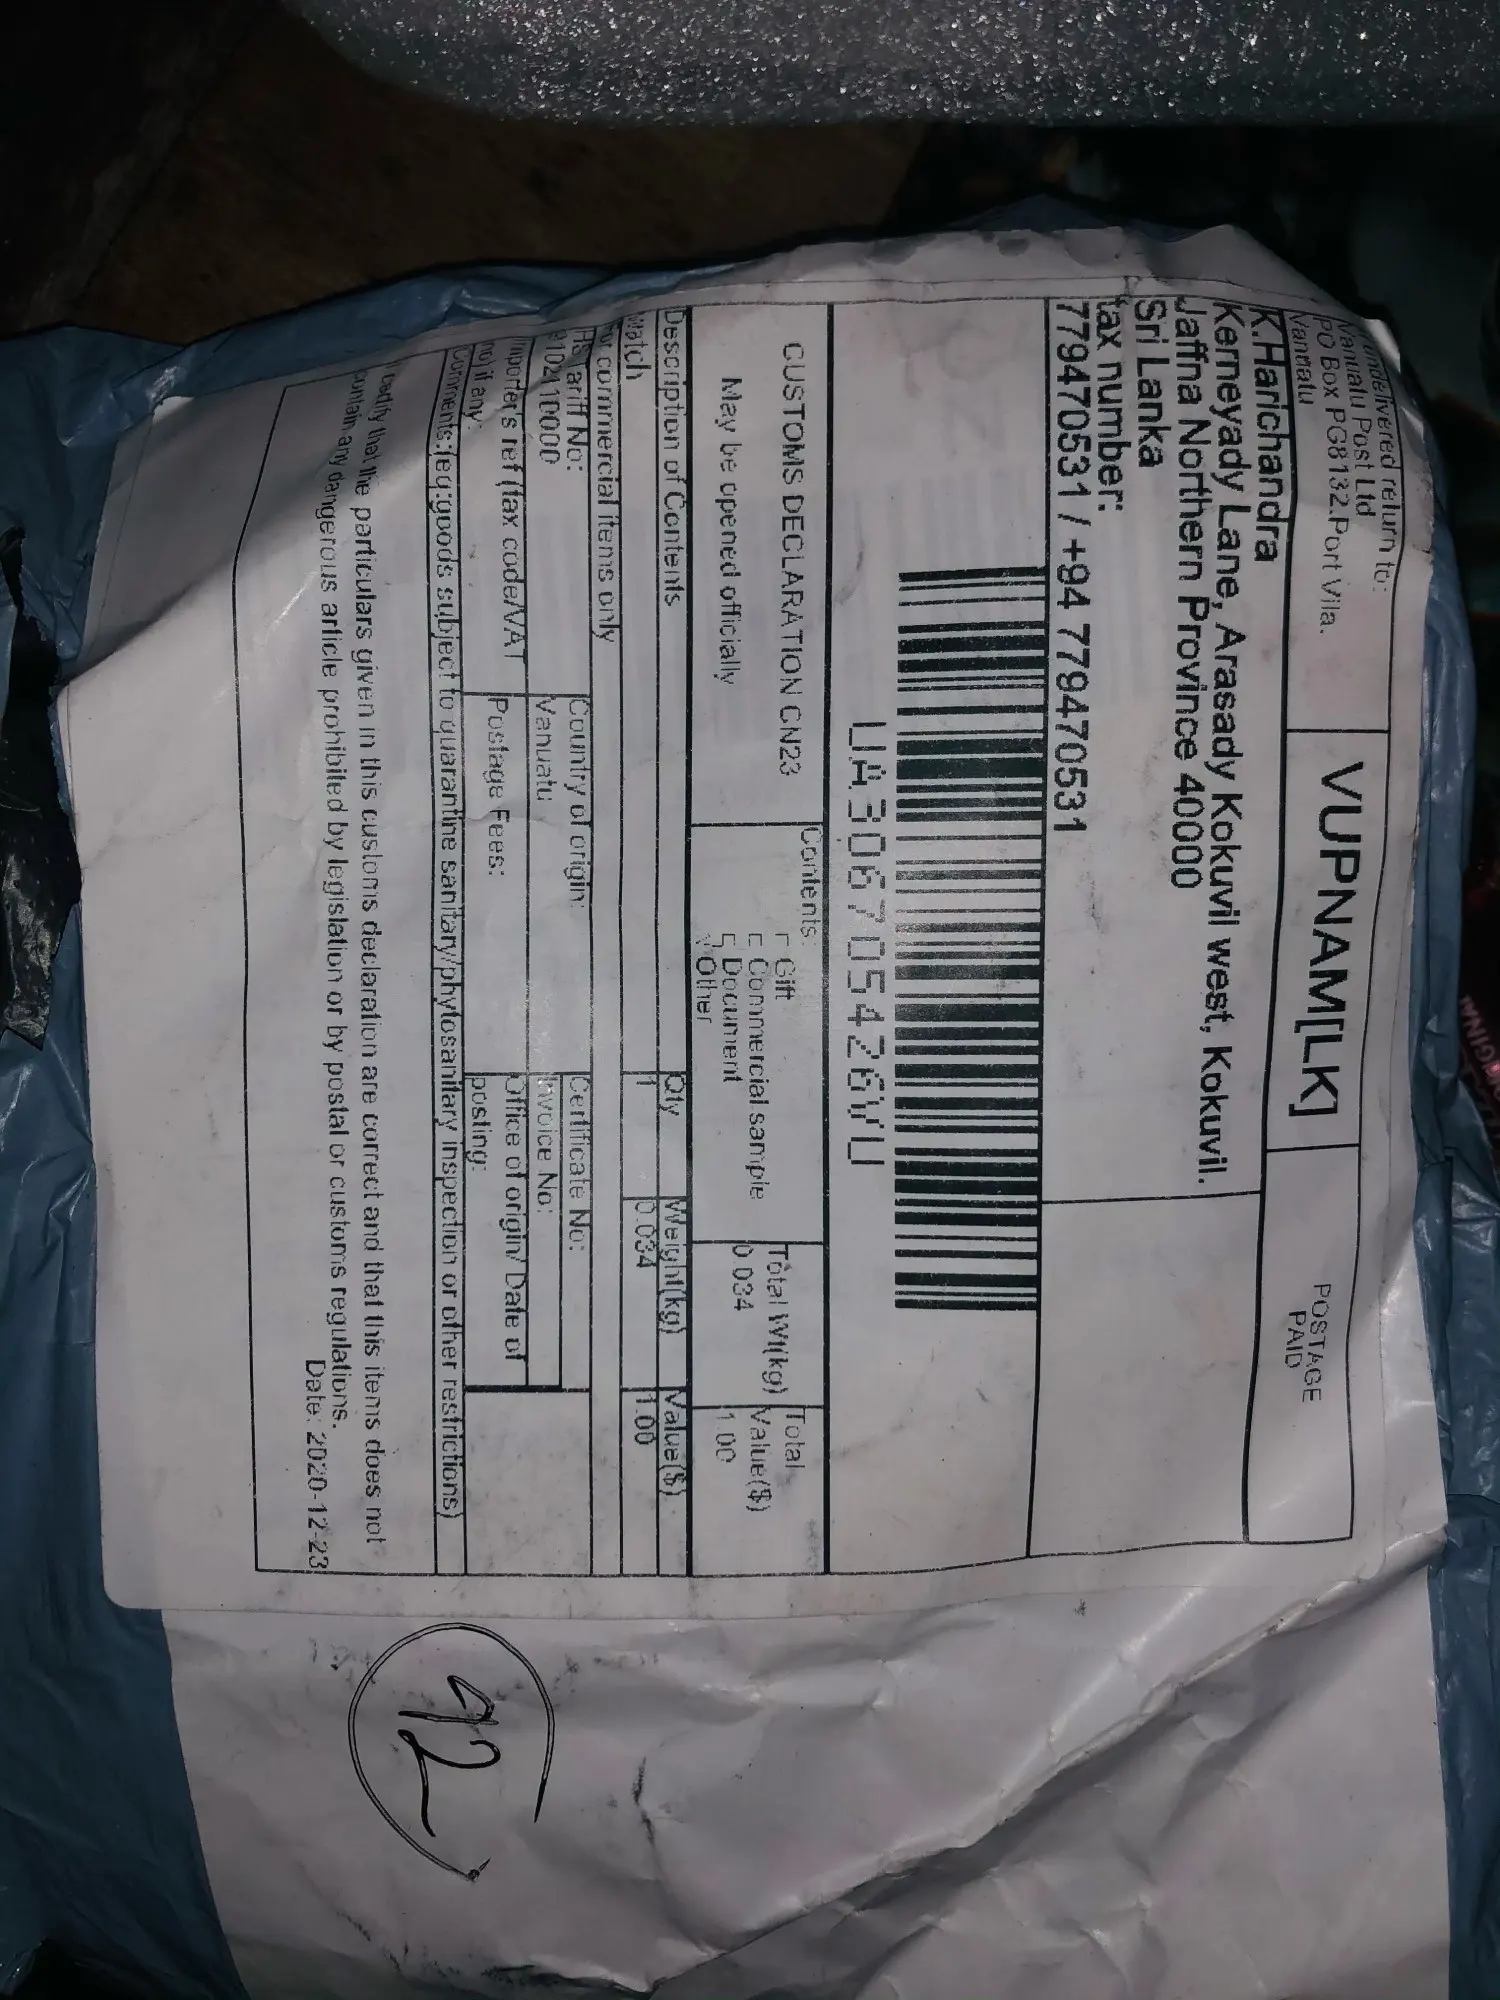 undelivered return to:
Vanuatu Post Ltd
PO Box PG8132.Port Vila.
Vanuatu
VUPNAM[LK]
POSTAGE
PAID
K.Harichandra
Kerneyady Lane, Arasady, Kokuvil west, Kokuvil.
Jaffna Northern Province 40000
Sri Lanka
tax number:
779470531 / +94 779470531
UA306705426VU
CUSTOMS DECLARATION CN23
May be opened officially
Contents:
Gift
Commercial sample
Document
√Other
Total Wt(kg)
0.034
Total
Value($)
1.00
Description of Contents
Qty
Weight(kg)
Value($)
Watch
1
0.034
1.00
For commercial items only
HS Tariff No:
9102110000
Country of origin:
Vanuatu
Certificate No:
Invoice No:
Importer's ref (tax code/VAT
no) if any:
Postage Fees:
Office of origin/ Date of
posting:
Comments:(eg:goods subject to quarantine sanitary/phytosanitary inspection or other restrictions)
I certify that the particulars given in this customs declaration are correct and that this items does not
contain any dangerous article prohibited by legislation or by postal or customs regulations.
Date: 2020-12-23
92